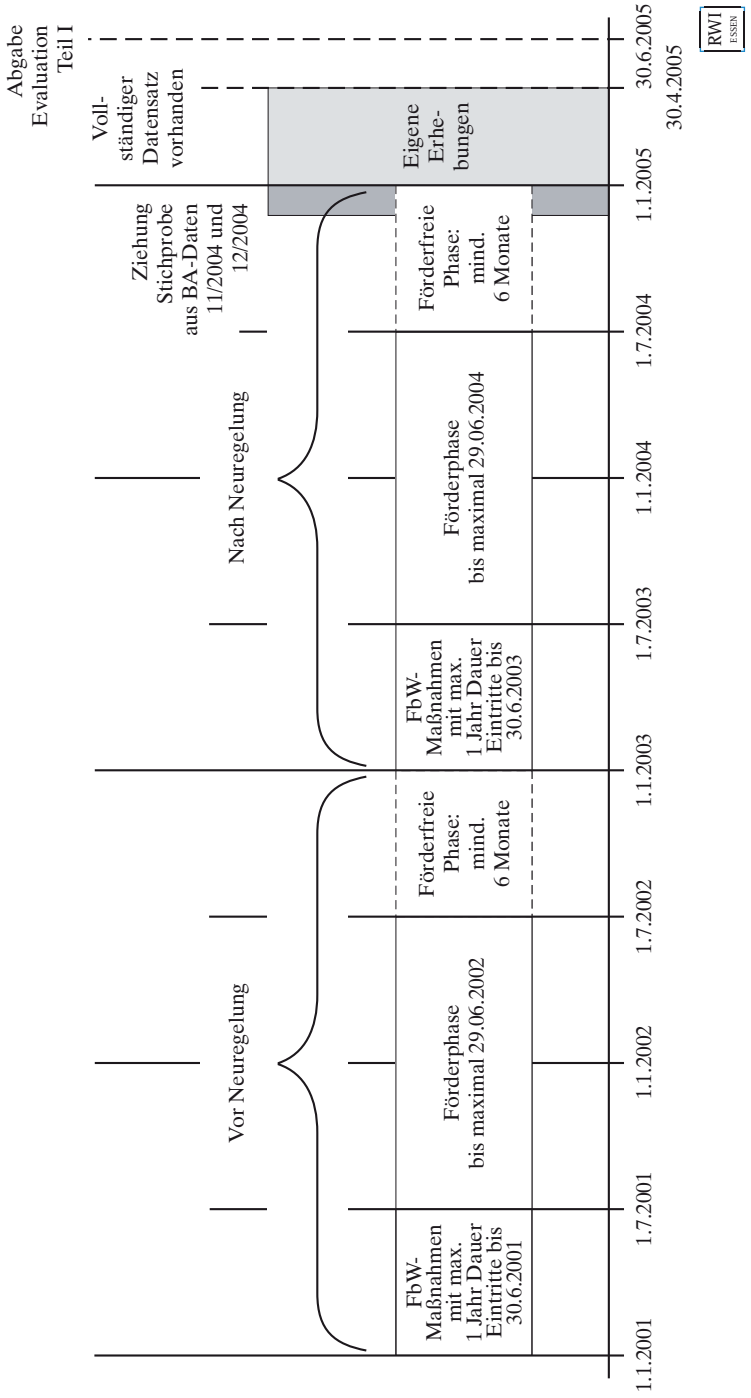 Abgabe
Evaluation
Teil I
Voll-
ständiger
Datensatz
vorhanden
Ziehung
Stichprobe
aus BA-Daten
11/2004 und
12/2004
Vor Neuregelung
Nach Neuregelung
FbW-
Maßnahmen
mit max.
1 Jahr Dauer
Eintritte bis
30.6.2001
Förderphase
bis maximal 29.06.2002
Förderfreie
Phase:
mind.
6 Monate
FbW-
Maßnahmen
mit max.
1 Jahr Dauer
Eintritte bis
30.6.2003
Förderphase
bis maximal 29.06.2004
Förderfreie
Phase:
mind.
6 Monate
Eigene
Erhe-
bungen
1.1.2001
1.7.2001
1.1.2002
1.7.2002
1.1.2003
1.7.2003
1.1.2004
1.7.2004
1.1.2005
30.4.2005
30.6.2005
RWI
ESSEN